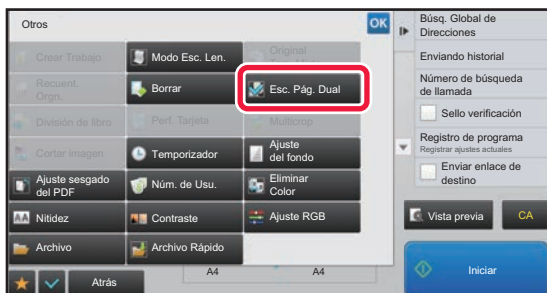 Otros
OK
Crear Trabajo
Modo Esc. Len.
Original
Recuent.
Orgn.
Borrar
Esc. Pág. Dual
División de libro
Perf. Tarjeta
Multicrop
Cortar imagen
Temporizador
Ajuste
del fondo
Ajuste sesgado
del PDF
Núm. de Usu.
Eliminar
Color
AA Nitidez
Contraste
Ajuste RGB
Archivo
Archivo Rápido
Atrás
A4
A4
Búsq. Global de
Direcciones
Enviando historial
Número de búsqueda
de llamada
Sello verificación
Registro de programa
Registrar ajustes actuales
Enviar enlace de
destino
Vista previa
CA
Iniciar